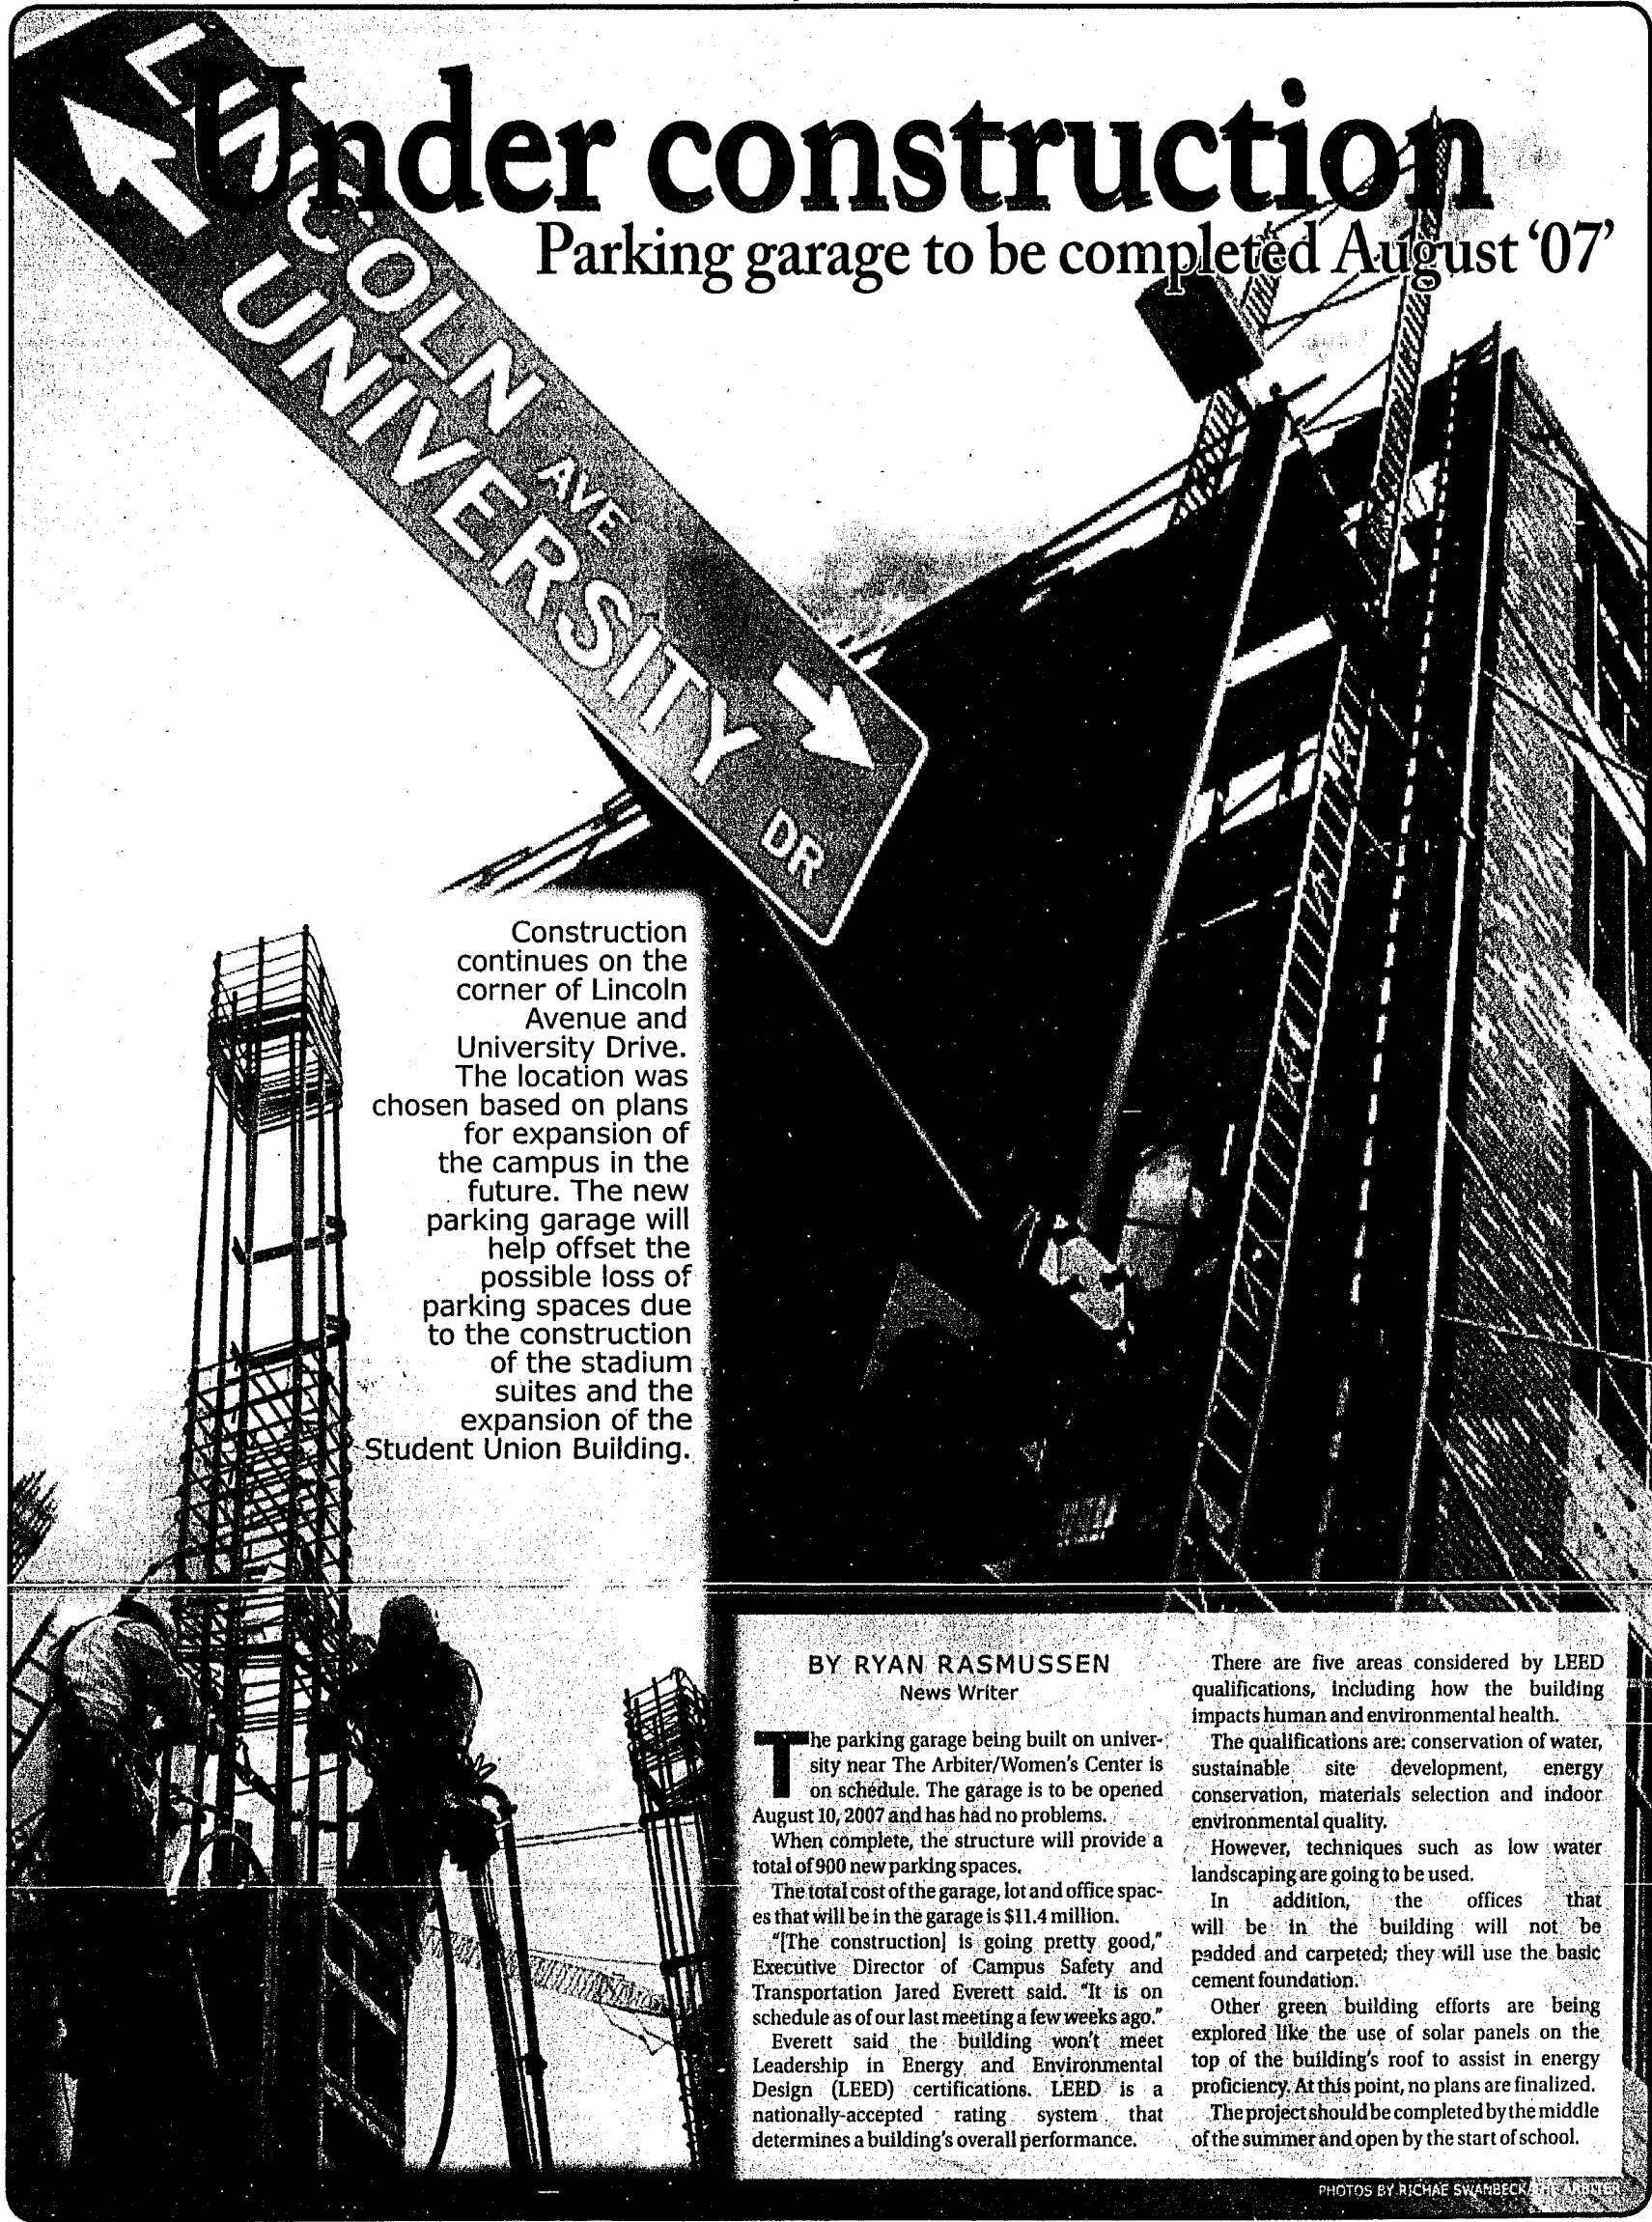 Under construction
Parking garage to be completed August ‘07’
LINCOLN AVE
UNIVERSITY DR
Construction
continues on the
corner of Lincoln
Avenue and
University Drive.
The location was
chosen based on plans
for expansion of
the campus in the
future. The new
parking garage will
help offset the
possible loss of
parking spaces due
to the construction
of the stadium
suites and the
expansion of the
Student Union Building.
BY RYAN RASMUSSEN
News Writer
The parking garage being built on univer-
sity near The Arbiter/Women's Center is
on schedule. The garage is to be opened
August 10, 2007 and has had no problems.
When complete, the structure will provide a
total of 900 new parking spaces.
The total cost of the garage, lot and office spac-
es that will be in the garage is $11.4 million.
"[The construction] is going pretty good,"
Executive Director of Campus Safety and
Transportation Jared Everett said. "It is on
schedule as of our last meeting a few weeks ago."
Everett said the building won't meet
Leadership in Energy and Environmental
Design (LEED) certifications. LEED is a
nationally-accepted rating system that
determines a building's overall performance.
There are five areas considered by LEED
qualifications, including how the building
impacts human and environmental health.
The qualifications are: conservation of water,
sustainable site development, energy
conservation, materials selection and indoor
environmental quality.
However, techniques such as low water
landscaping are going to be used.
In addition, the offices that
will be in the building will not be
padded and carpeted; they will use the basic
cement foundation.
Other green building efforts are being
explored like the use of solar panels on the
top of the building's roof to assist in energy
proficiency. At this point, no plans are finalized.
The project should be completed by the middle
of the summer and open by the start of school.
PHOTOS BY RICHAE SWANBECK/THE ARBITER